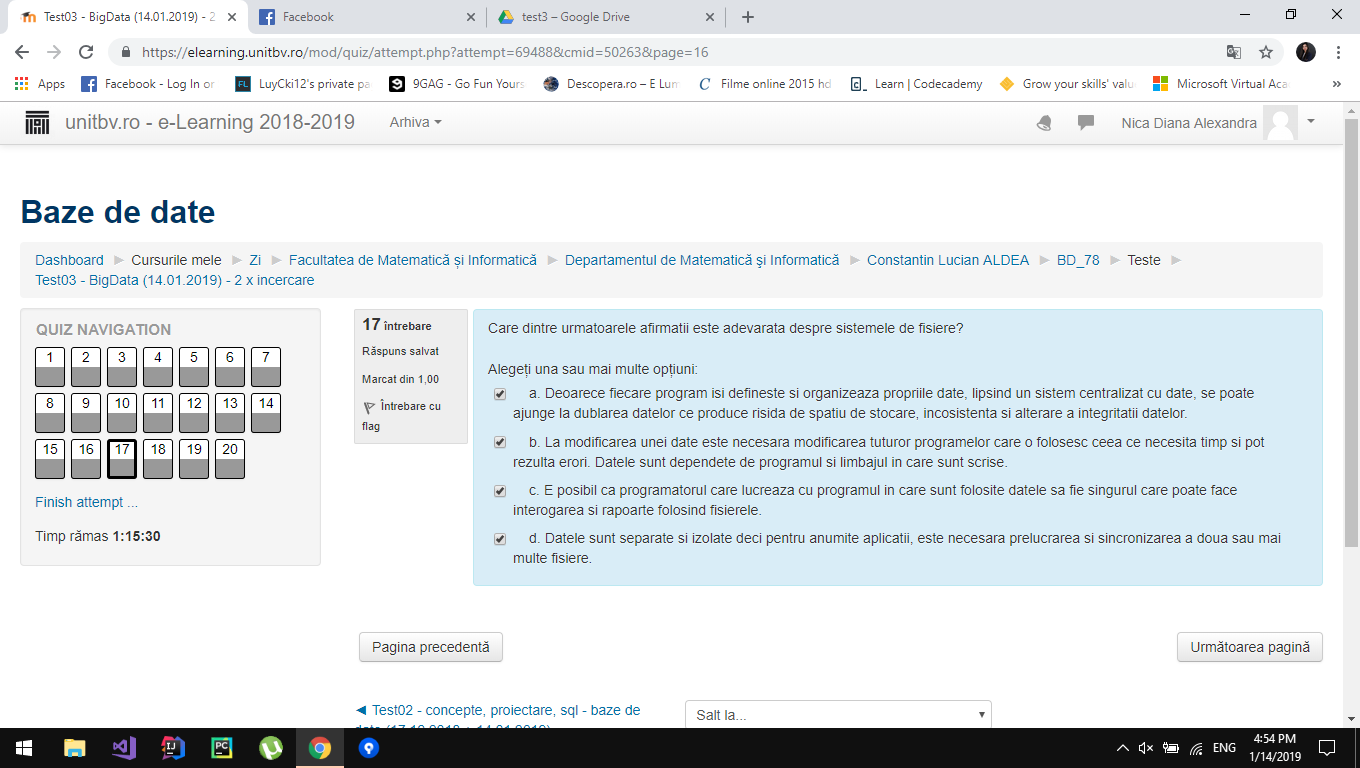 Test03 - BigData (14.01.2019) - 2
Facebook
test3 – Google Drive
https://elearning.unitbv.ro/mod/quiz/attempt.php?attempt=69488&cmid=50263&page=16
Apps
Facebook - Log In or
LuyCki12's private pa
9GAG - Go Fun Yours
Descopera.ro – E Lum
Filme online 2015 hd
Learn | Codecademy
Grow your skills' valu
Microsoft Virtual Aca
»
unitbv.ro - e-Learning 2018-2019
Arhiva
Nica Diana Alexandra
Baze de date
Dashboard ► Cursurile mele ► Zi ► Facultatea de Matematică și Informatică ► Departamentul de Matematică şi Informatică ► Constantin Lucian ALDEA ► BD_78 ► Teste ►
Test03 - BigData (14.01.2019) - 2 x incercare
QUIZ NAVIGATION
1 2 3 4 5 6 7
8 9 10 11 12 13 14
15 16 17 18 19 20
Finish attempt ...
Timp rămas 1:15:30
17 întrebare
Răspuns salvat
Marcat din 1,00
Întrebare cu
flag
Care dintre urmatoarele afirmatii este adevarata despre sistemele de fisiere?
Alegeți una sau mai multe opțiuni:
a. Deoarece fiecare program isi defineste si organizeaza propriile date, lipsind un sistem centralizat cu date, se poate
ajunge la dublarea datelor ce produce risida de spatiu de stocare, incosistenta si alterare a integritatii datelor.
b. La modificarea unei date este necesara modificarea tuturor programelor care o folosesc ceea ce necesita timp si pot
rezulta erori. Datele sunt dependete de programul si limbajul in care sunt scrise.
c. E posibil ca programatorul care lucreaza cu programul in care sunt folosite datele sa fie singurul care poate face
interogarea si rapoarte folosind fisierele.
d. Datele sunt separate si izolate deci pentru anumite aplicatii, este necesara prelucrarea si sincronizarea a doua sau mai
multe fisiere.
Pagina precedentă
Următoarea pagină
◄ Test02 - concepte, proiectare, sql - baze de
Salt la...
ENG
4:54 PM
1/14/2019